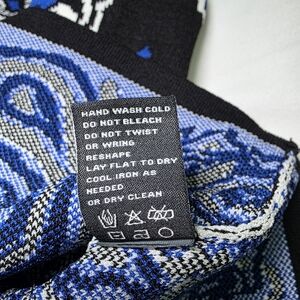 HAND WASH COLD
DO NOT BLEACH
DO NOT TWIST
OR WRING
RESHAPE
LAY FLAT TO DRY
COOL IRON AS
NEEDED
OR DRY CLEAN